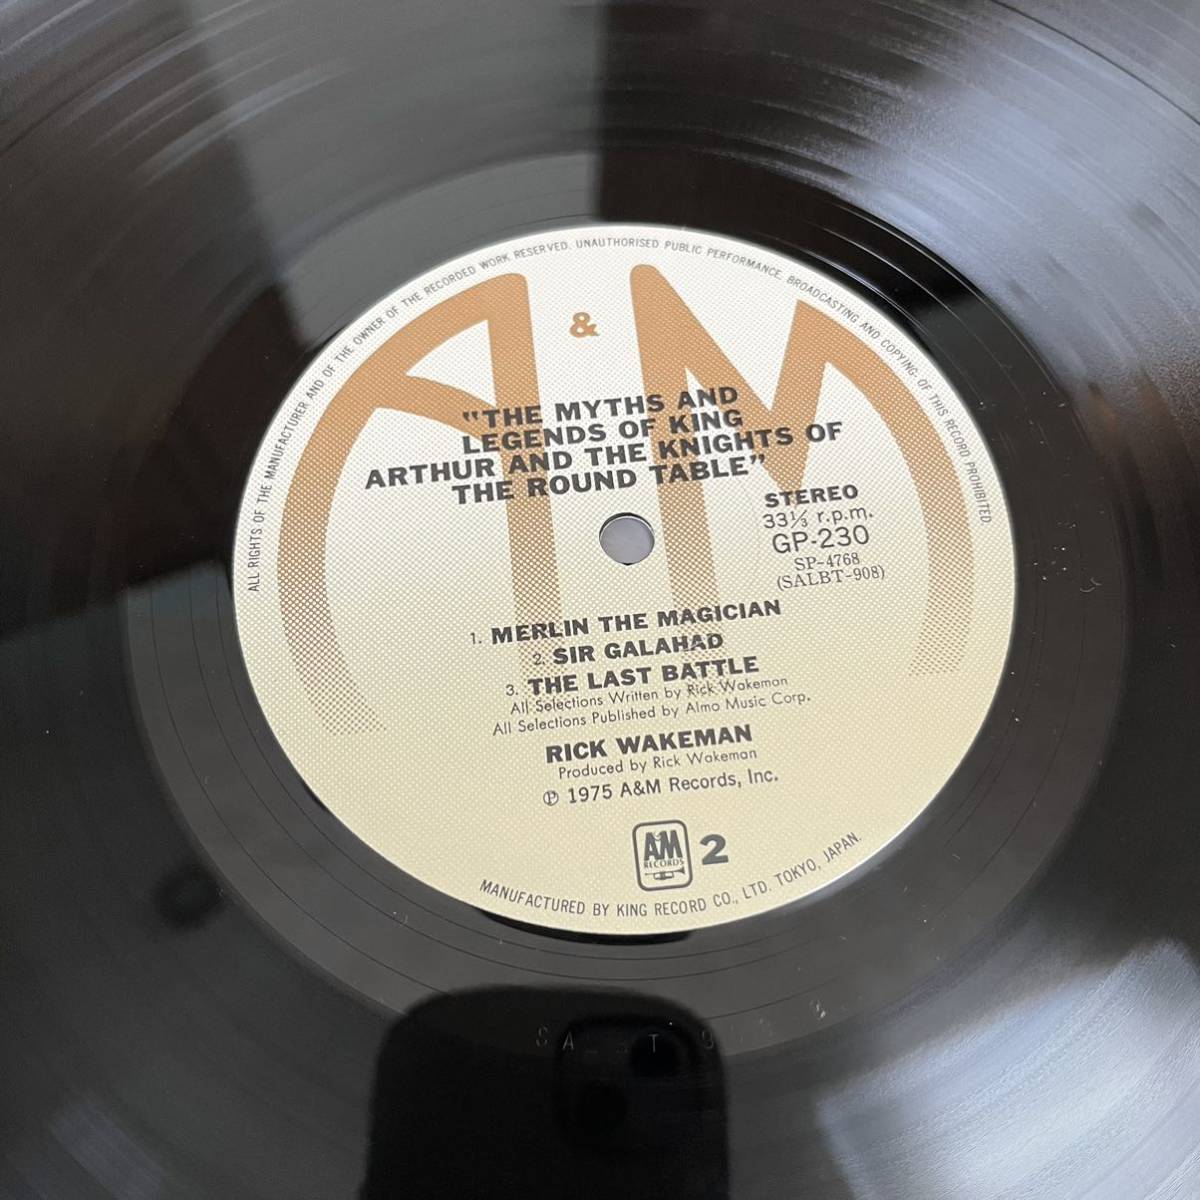 ALL RIGHTS OF THE MANUFACTURER AND OF THE OWNER OF THE RECORDED WORK RESERVED. UNAUTHORISED PUBLIC PERFORMANCE, BROADCASTING AND COPYING OF THIS RECORD PROHIBITED
A & M
"THE MYTHS AND
LEGENDS OF KING
ARTHUR AND THE KNIGHTS OF
THE ROUND TABLE"
STEREO
33⅓ r.p.m.
GP-230
SP-4768
(SALBT-908)
1. MERLIN THE MAGICIAN
2. SIR GALAHAD
3. THE LAST BATTLE
All Selections Written by Rick Wakeman
All Selections Published by Almo Music Corp.
RICK WAKEMAN
Produced by Rick Wakeman
℗ 1975 A&M Records, Inc.
A&M
RECORDS
2
MANUFACTURED BY KING RECORD CO., LTD. TOKYO, JAPAN.